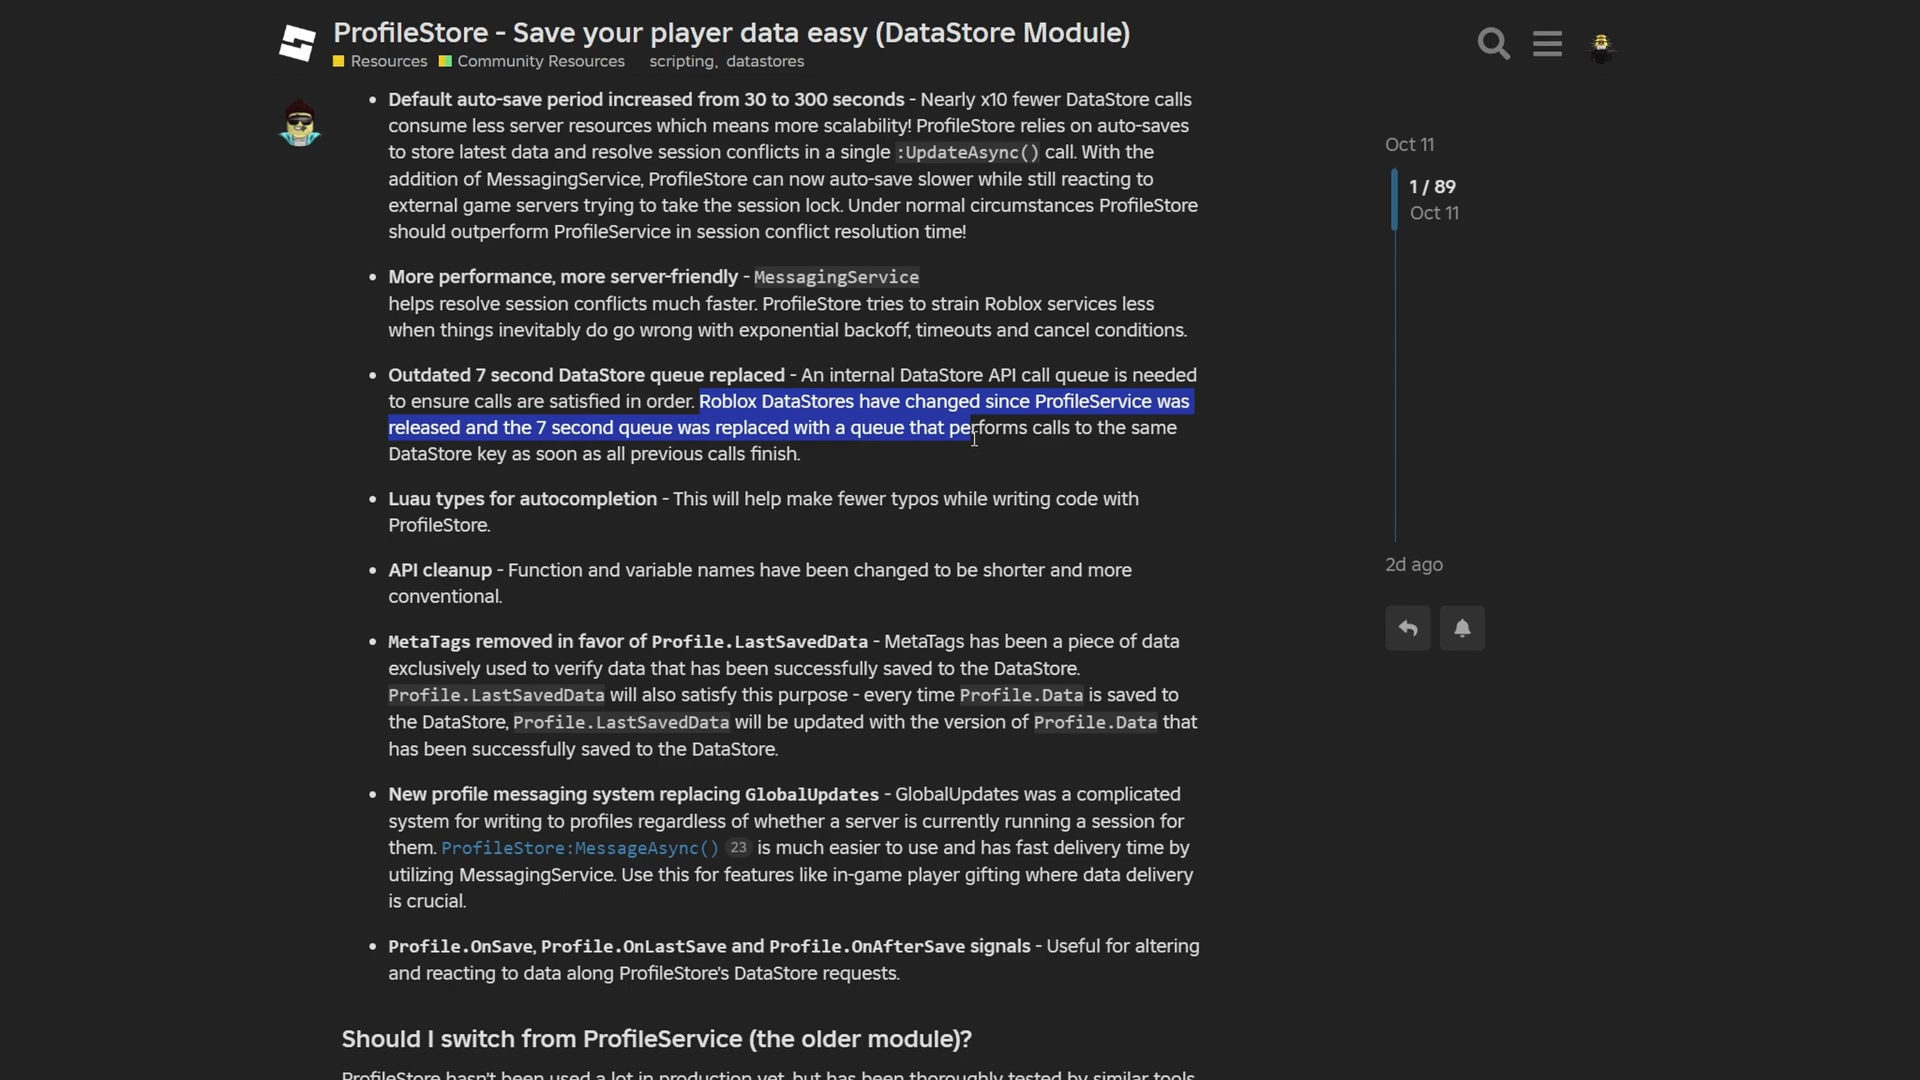 ProfileStore - Save your player data easy (DataStore Module)
Resources Community Resources scripting, datastores
Default auto-save period increased from 30 to 300 seconds - Nearly x10 fewer DataStore calls
consume less server resources which means more scalability! ProfileStore relies on auto-saves
to store latest data and resolve session conflicts in a single :UpdateAsync() call. With the
addition of MessagingService, ProfileStore can now auto-save slower while still reacting to
external game servers trying to take the session lock. Under normal circumstances ProfileStore
should outperform ProfileService in session conflict resolution time!
More performance, more server-friendly - MessagingService
helps resolve session conflicts much faster. ProfileStore tries to strain Roblox services less
when things inevitably do go wrong with exponential backoff, timeouts and cancel conditions.
Outdated 7 second DataStore queue replaced - An internal DataStore API call queue is needed
to ensure calls are satisfied in order. Roblox DataStores have changed since ProfileService was
released and the 7 second queue was replaced with a queue that performs calls to the same
DataStore key as soon as all previous calls finish.
Luau types for autocompletion - This will help make fewer typos while writing code with
ProfileStore.
API cleanup - Function and variable names have been changed to be shorter and more
conventional.
MetaTags removed in favor of Profile.LastSavedData - MetaTags has been a piece of data
exclusively used to verify data that has been successfully saved to the DataStore.
Profile.LastSavedData will also satisfy this purpose - every time Profile.Data is saved to
the DataStore, Profile.LastSavedData will be updated with the version of Profile.Data that
has been successfully saved to the DataStore.
New profile messaging system replacing GlobalUpdates - GlobalUpdates was a complicated
system for writing to profiles regardless of whether a server is currently running a session for
them. ProfileStore:MessageAsync() 23 is much easier to use and has fast delivery time by
utilizing MessagingService. Use this for features like in-game player gifting where data delivery
is crucial.
Profile.OnSave, Profile.OnLastSave and Profile.OnAfterSave signals - Useful for altering
and reacting to data along ProfileStore's DataStore requests.
Should I switch from ProfileService (the older module)?
ProfileStore hasn't been used a lot in production yet, but has been thoroughly tested by similar tools
Oct 11
1 / 89
Oct 11
2d ago